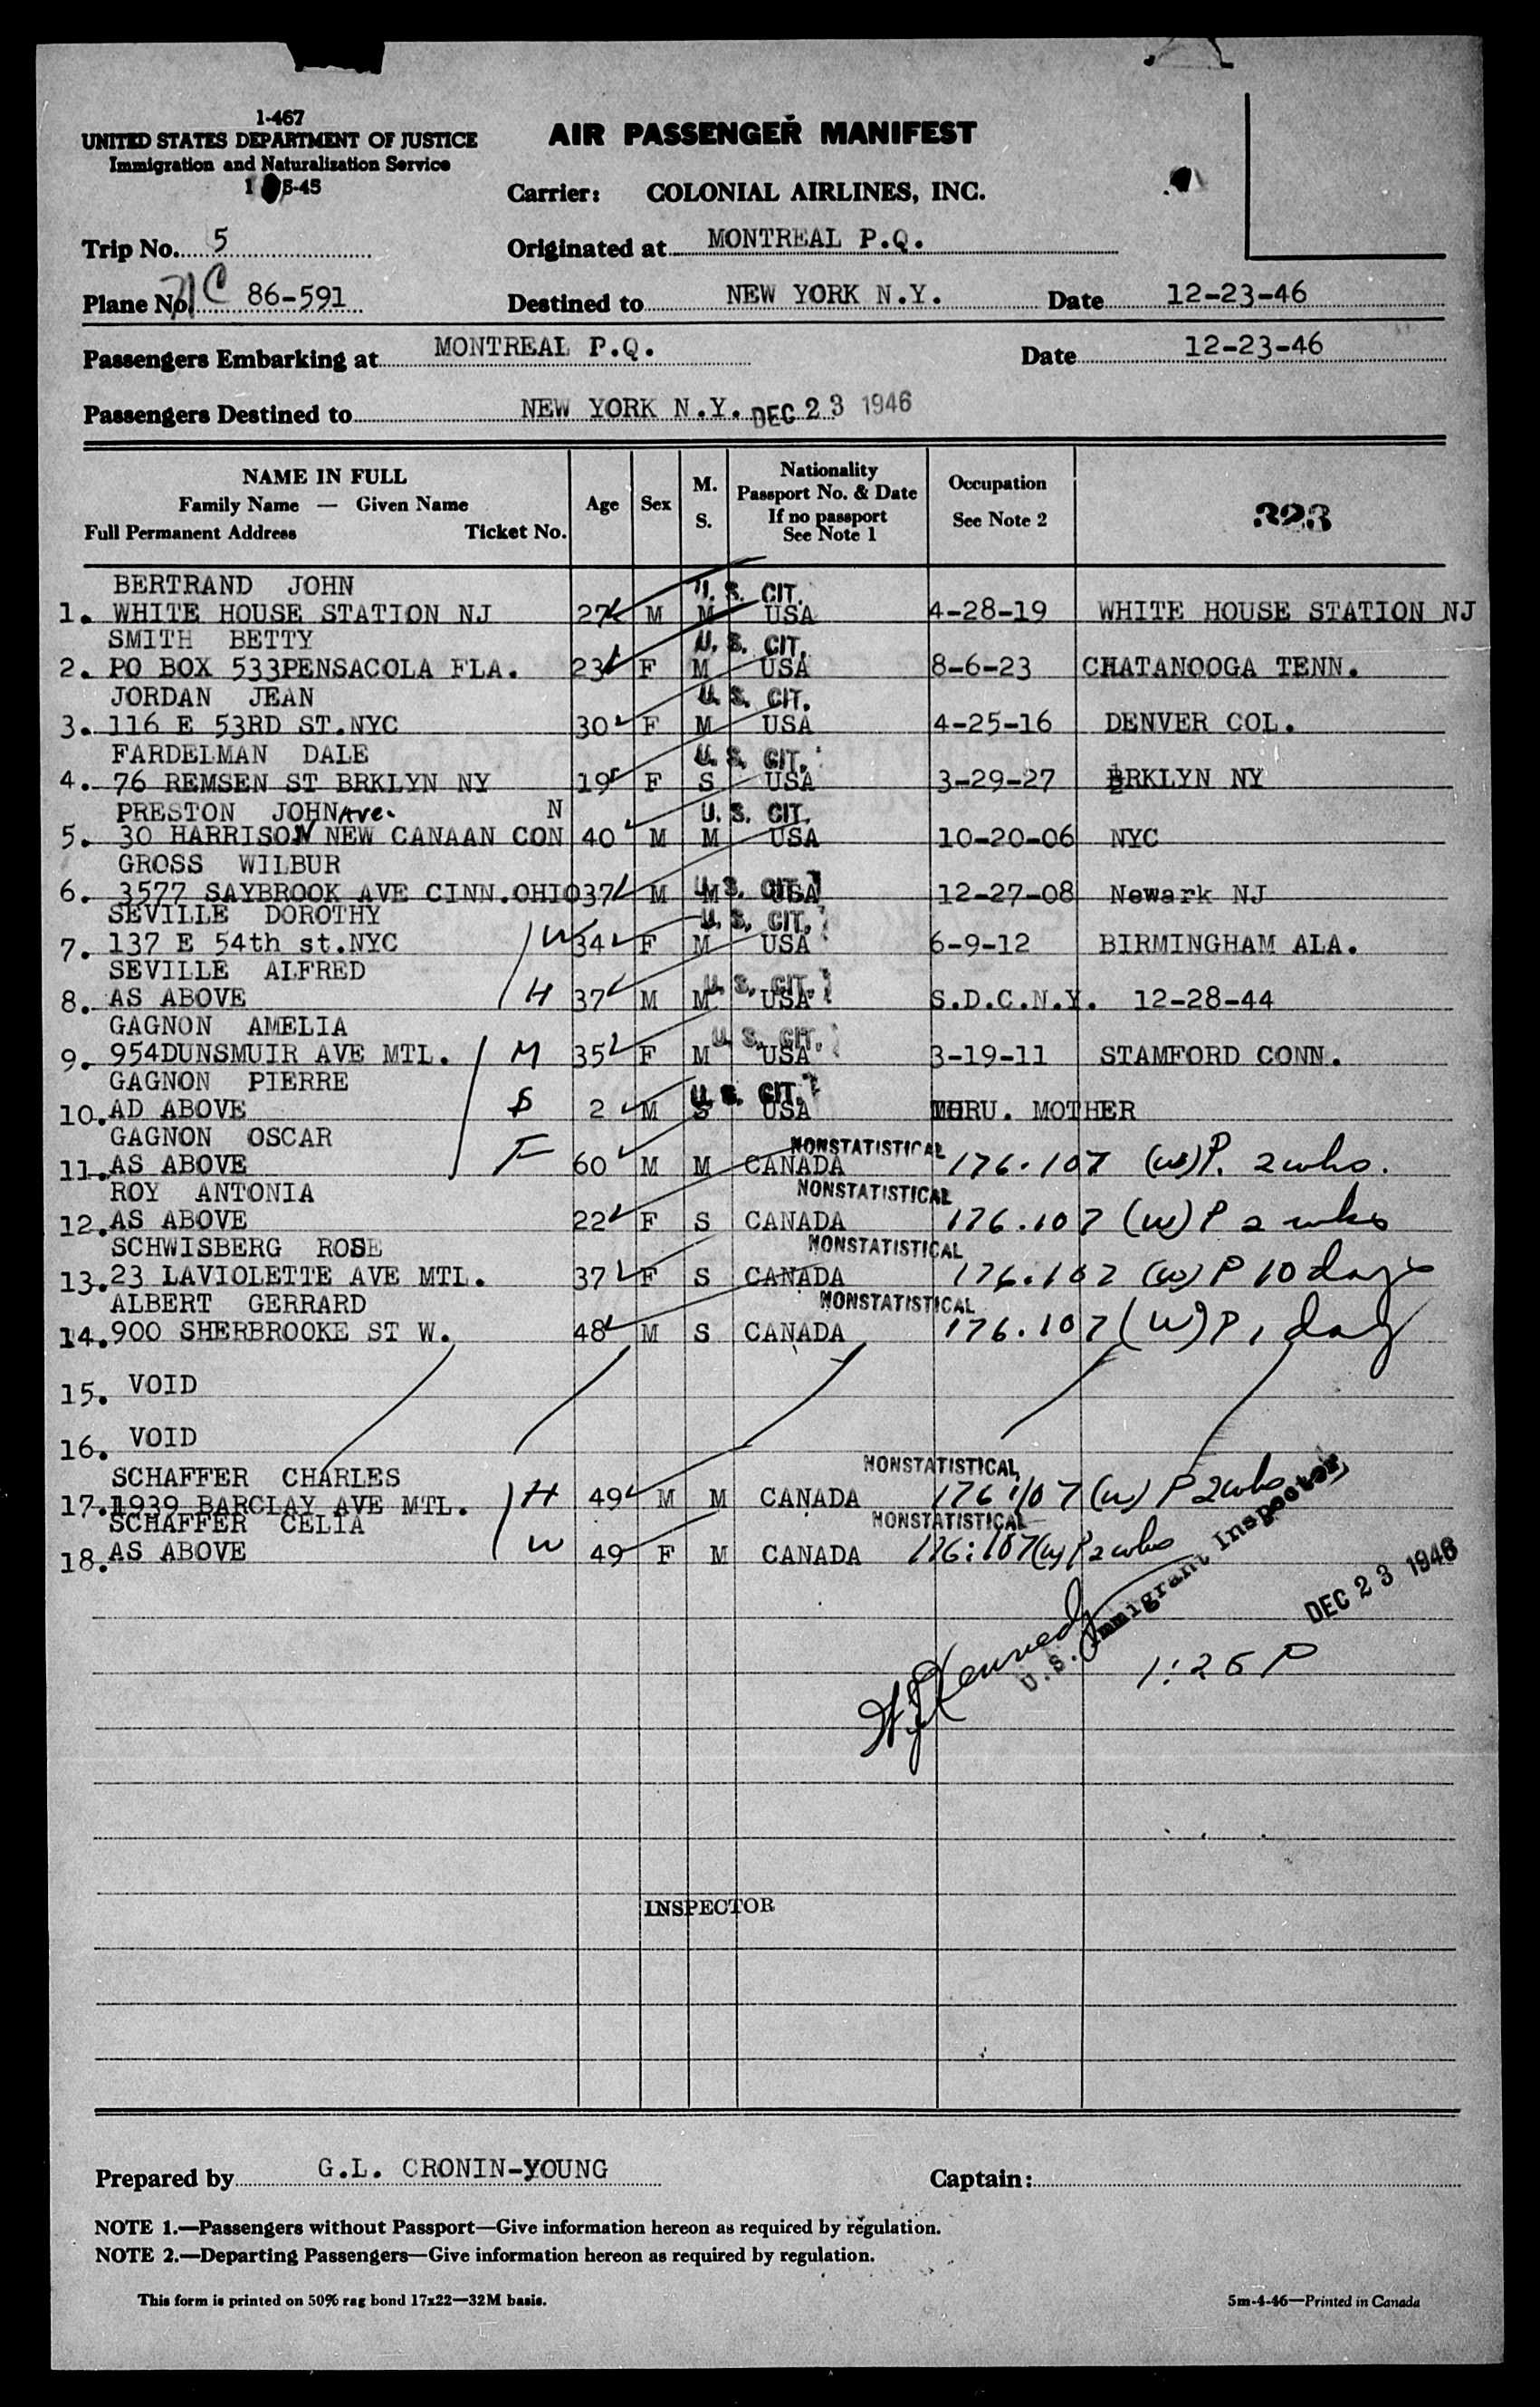 1-467
UNITED STATES DEPARTMENT OF JUSTICE
Immigration and Naturalization Service
5-45
AIR PASSENGER MANIFEST
Carrier: COLONIAL AIRLINES, INC.
Trip No. 5
Originated at MONTREAL P.Q.
Plane No. C 86-591
Destined to NEW YORK N.Y. Date 12-23-46
Passengers Embarking at MONTREAL P.Q. Date 12-23-46
Passengers Destined to NEW YORK N.Y. DEC 23 1946
NAME IN FULL
Family Name — Given Name
Full Permanent Address Ticket No.
Age
Sex
M.
S.
Nationality
Passport No. & Date
If no passport
See Note 1
Occupation
See Note 2
323
BERTRAND JOHN U. S. CIT.
1. WHITE HOUSE STATION NJ 27 M M USA 4-28-19 WHITE HOUSE STATION NJ
SMITH BETTY U. S. CIT.
2. PO BOX 533PENSACOLA FLA. 23 F M USA 8-6-23 CHATANOOGA TENN.
JORDAN JEAN U. S. CIT.
3. 116 E 53RD ST.NYC 30 F M USA 4-25-16 DENVER COL.
FARDELMAN DALE U. S. CIT.
4. 76 REMSEN ST BRKLYN NY 19 F S USA 3-29-27 BRKLYN NY
PRESTON JOHN Ave. N U. S. CIT.
5. 30 HARRISON NEW CANAAN CON 40 M M USA 10-20-06 NYC
GROSS WILBUR
6. 3577 SAYBROOK AVE CINN.OHIO 37 M M U. S. CIT. USA 12-27-08 Newark NJ
SEVILLE DOROTHY U. S. CIT.
7. 137 E 54th st.NYC W 34 F M USA 6-9-12 BIRMINGHAM ALA.
SEVILLE ALFRED U. S. CIT.
8. AS ABOVE H 37 M M USA S.D.C.N.Y. 12-28-44
GAGNON AMELIA U. S. CIT.
9. 954DUNSMUIR AVE MTL. M 35 F M USA 3-19-11 STAMFORD CONN.
GAGNON PIERRE U. S. CIT.
10. AD ABOVE S 2 M S USA THRU. MOTHER
GAGNON OSCAR NONSTATISTICAL
11. AS ABOVE F 60 M M CANADA 176.107 (w) P. 2 wks.
ROY ANTONIA NONSTATISTICAL
12. AS ABOVE 22 F S CANADA 176.107 (w) P 2 wks
SCHWISBERG ROSE NONSTATISTICAL
13. 23 LAVIOLETTE AVE MTL. 37 F S CANADA 176.107 (w) P 10 days
ALBERT GERRARD NONSTATISTICAL
14. 900 SHERBROOKE ST W. 48 M S CANADA 176.107 (w) P 1 day
15. VOID
16. VOID
SCHAFFER CHARLES NONSTATISTICAL
17. 1939 BARCLAY AVE MTL. H 49 M M CANADA 176.107 (w) P 2 wks
SCHAFFER CELIA NONSTATISTICAL
18. AS ABOVE W 49 F M CANADA 176.107 (w) P 2 wks
Kennedy
U.S. Immigrant Inspector
DEC 23 1946
1:25 P
INSPECTOR
Prepared by G.L. CRONIN-YOUNG
Captain:
NOTE 1.—Passengers without Passport—Give information hereon as required by regulation.
NOTE 2.—Departing Passengers—Give information hereon as required by regulation.
This form is printed on 50% rag bond 17x22—32M basis.
5m-4-46—Printed in Canada